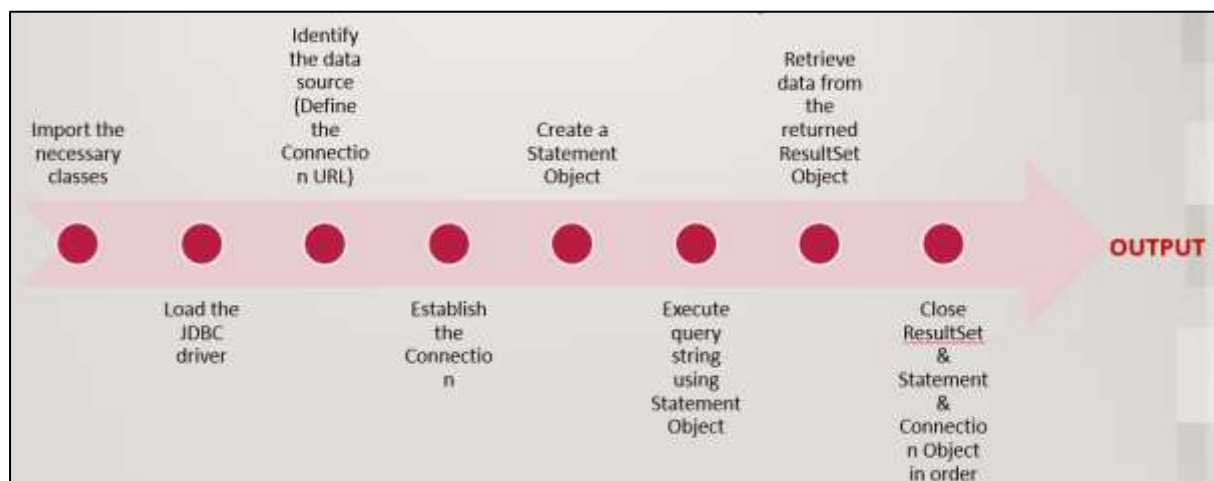 Import the
necessary
classes
Load the
JDBC
driver
Identify
the data
source
(Define
the
Connectio
n URL)
Establish
the
Connectio
n
Create a
Statement
Object
Execute
query
string
using
Statement
Object
Retrieve
data from
the
returned
ResultSet
Object
Close
ResultSet
&
Statement
&
Connectio
n Object
in order
OUTPUT